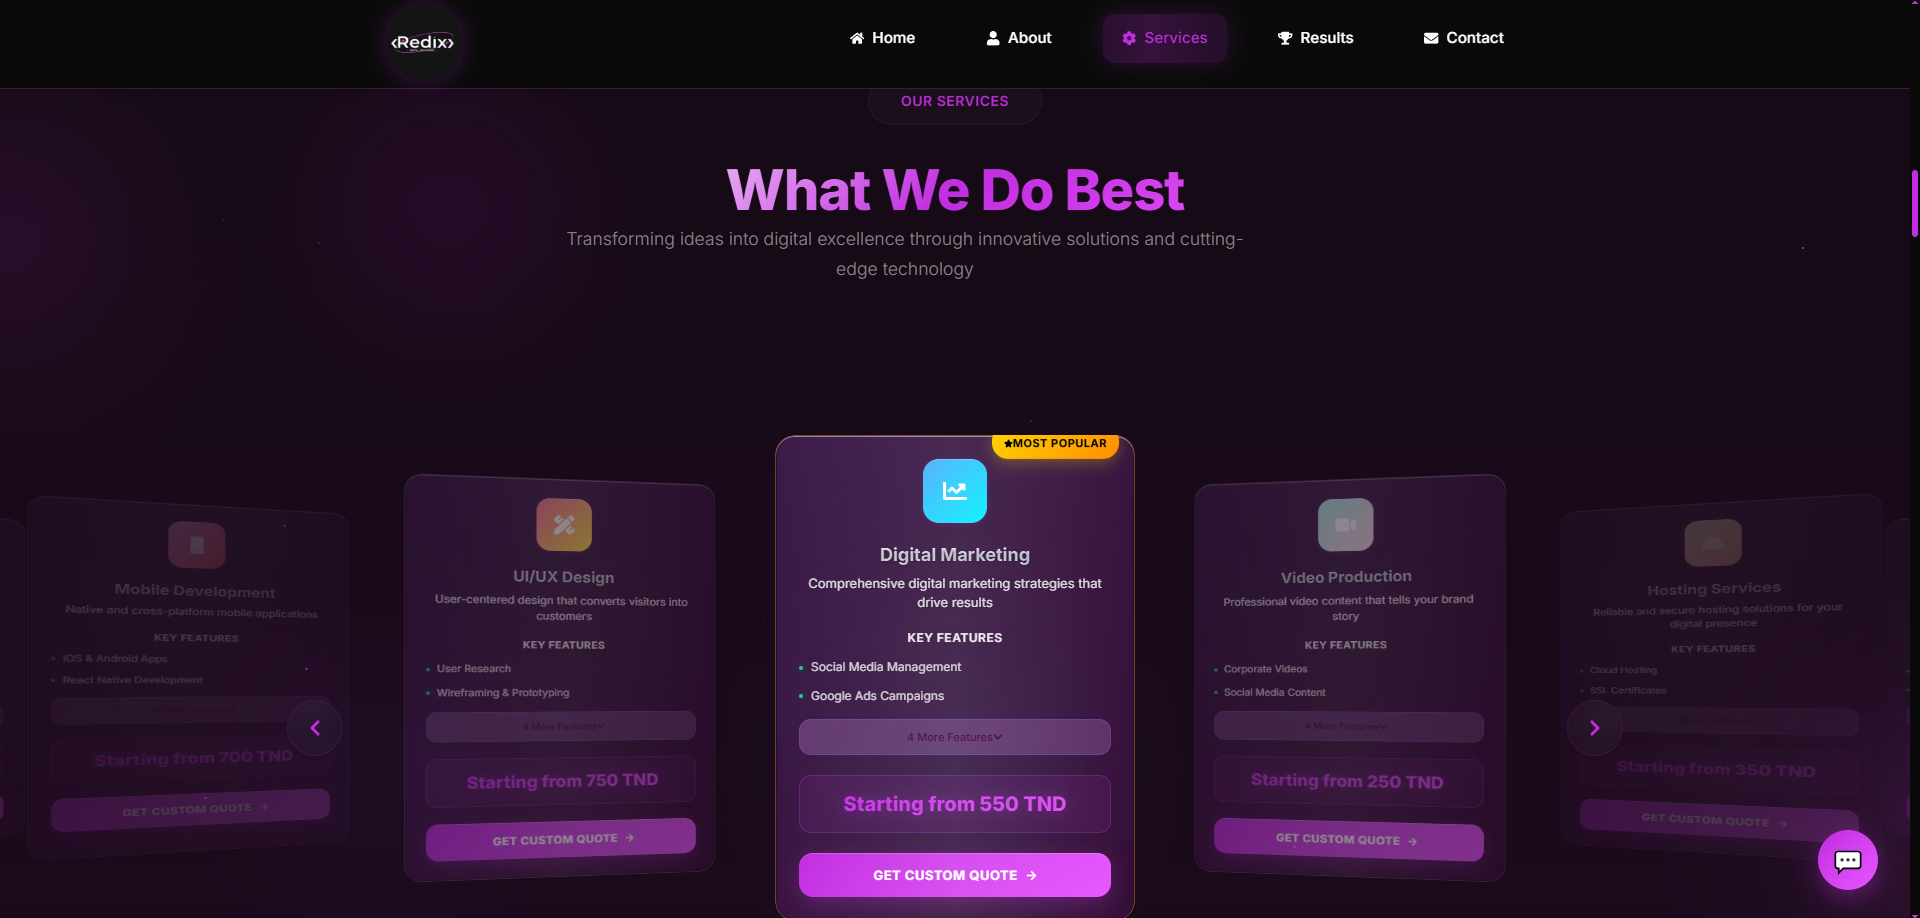 ‹Redix›
Home
About
Services
Results
Contact
OUR SERVICES
What We Do Best
Transforming ideas into digital excellence through innovative solutions and cutting-
edge technology
Mobile Development
Native and cross-platform mobile applications
KEY FEATURES
iOS & Android Apps
React Native Development
4 More Features
Starting from 700 TND
GET CUSTOM QUOTE →
UI/UX Design
User-centered design that converts visitors into
customers
KEY FEATURES
User Research
Wireframing & Prototyping
4 More Features
Starting from 750 TND
GET CUSTOM QUOTE →
MOST POPULAR
Digital Marketing
Comprehensive digital marketing strategies that
drive results
KEY FEATURES
Social Media Management
Google Ads Campaigns
4 More Features
Starting from 550 TND
GET CUSTOM QUOTE →
Video Production
Professional video content that tells your brand
story
KEY FEATURES
Corporate Videos
Social Media Content
4 More Features
Starting from 250 TND
GET CUSTOM QUOTE →
Hosting Services
Reliable and secure hosting solutions for your
digital presence
KEY FEATURES
Cloud Hosting
SSL Certificates
More Features
Starting from 350 TND
GET CUSTOM QUOTE →